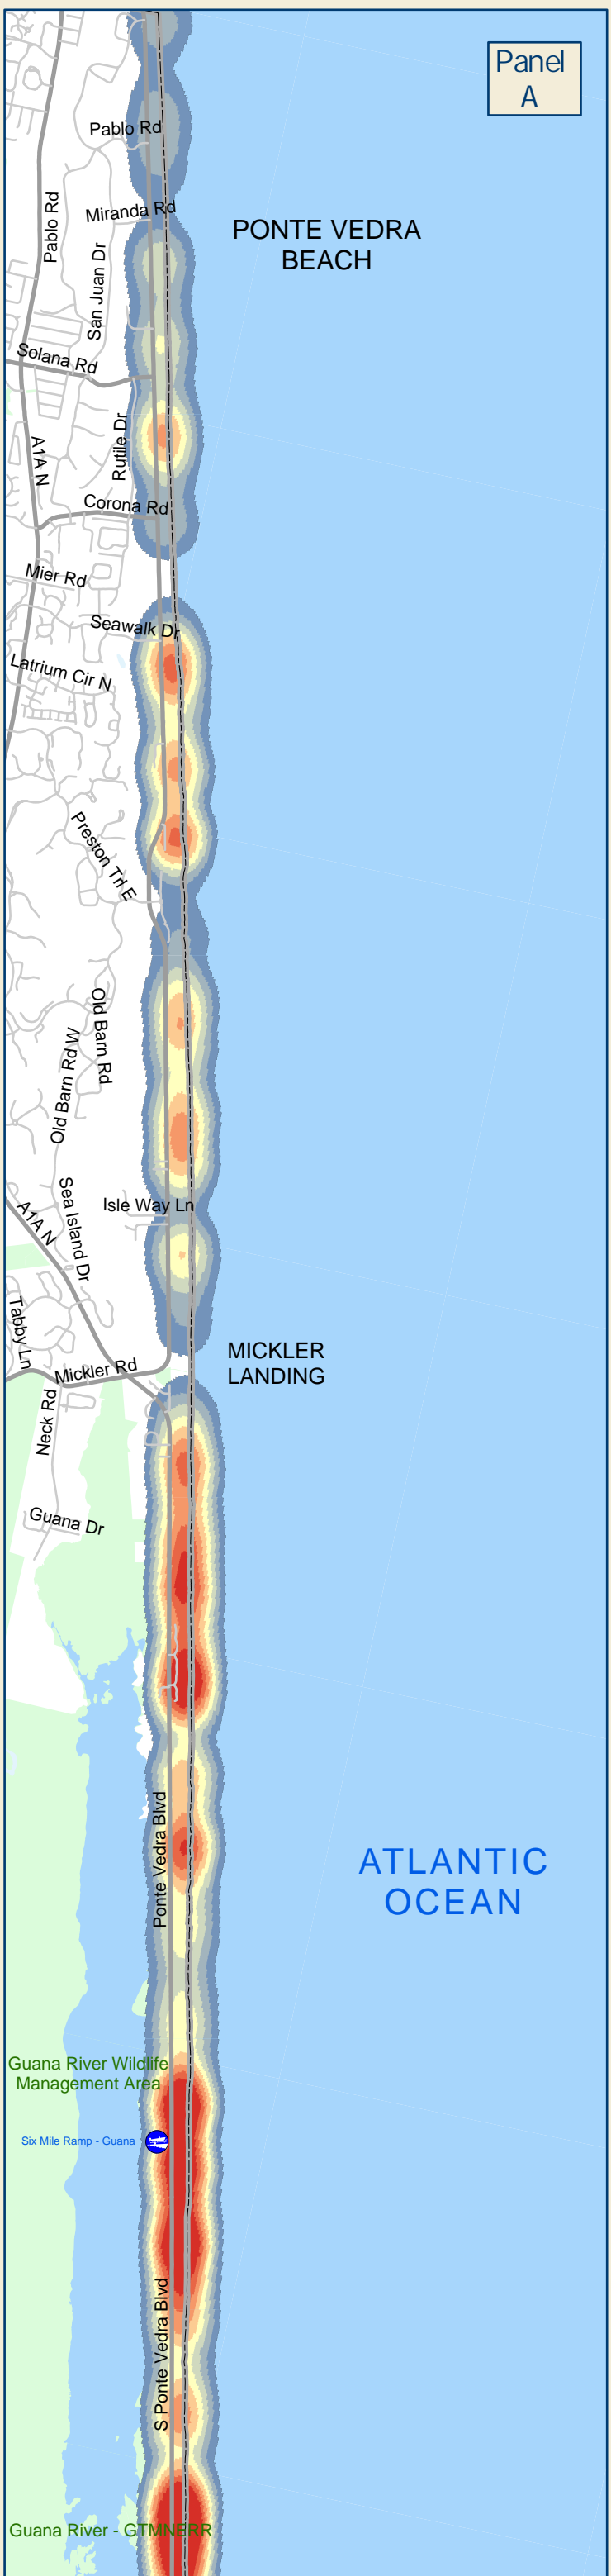 Panel
A
Pablo Rd
Pablo Rd
Miranda Rd
San Juan Dr
PONTE VEDRA
BEACH
Solana Rd
A1A N
Rutile Dr
Corona Rd
Mier Rd
Seawalk Dr
Latrium Cir N
Preston Trl E
Old Barn Rd
Old Barn Rd W
Sea Island Dr
Isle Way Ln
A1A N
Tabby Ln
MICKLER
LANDING
Mickler Rd
Neck Rd
Guana Dr
Ponte Vedra Blvd
ATLANTIC
OCEAN
Guana River Wildlife
Management Area
Six Mile Ramp - Guana
S Ponte Vedra Blvd
Guana River - GTMNERR